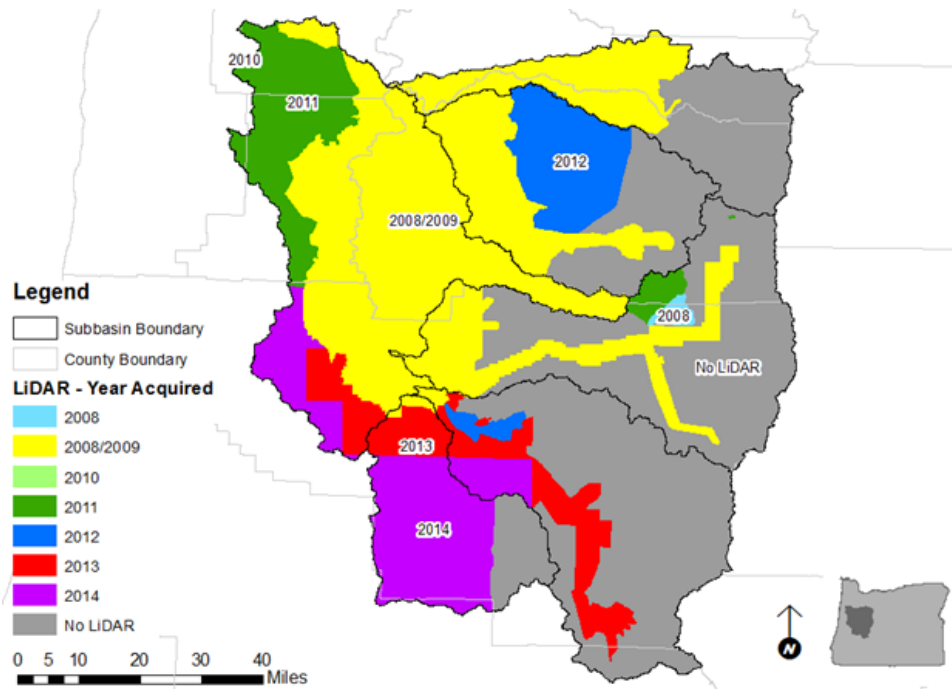 2010
2011
2012
2008/2009
2008
No LiDAR
2013
2014
Legend
Subbasin Boundary
County Boundary
LiDAR - Year Acquired
2008
2008/2009
2010
2011
2012
2013
2014
No LiDAR
0 5 10 20 30 40
Miles
N